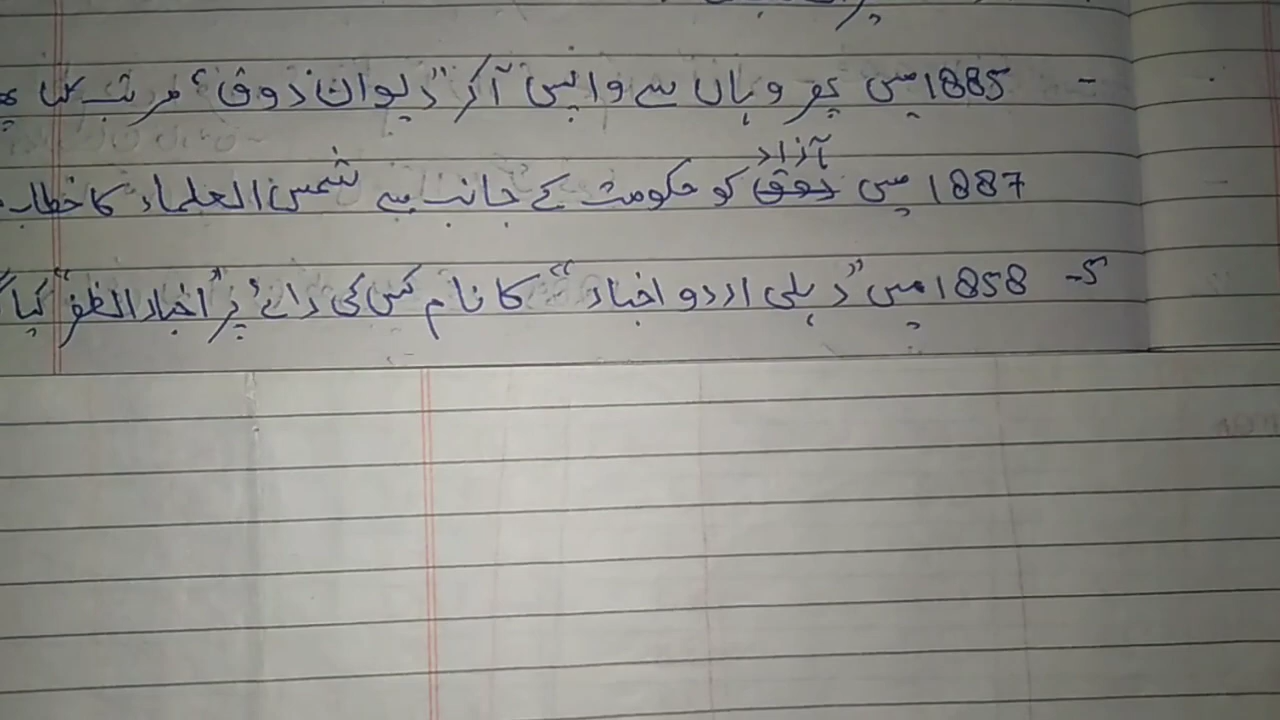 - 1885 میں پھر وہاں سے واپس آکر "دیوان ذوق" مرتب کیا
آزاد
1887 میں ذوق کو حکومت کے جانب سے شمس العلماء کا خطاب
5- 1858 میں "دہلی اردو اخبار" کا نام کس کی رائے پر "اخبار الظفر" کیا